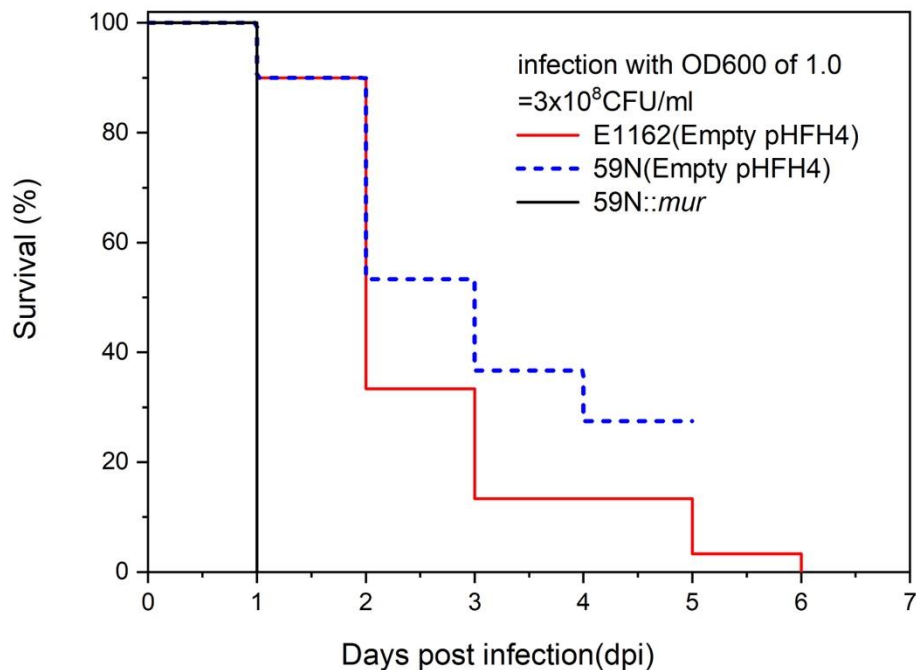 100
80
60
40
20
0
Survival (%)
infection with OD600 of 1.0
=3x10⁸CFU/ml
E1162(Empty pHFH4)
59N(Empty pHFH4)
59N::mur
0 1 2 3 4 5 6 7
Days post infection(dpi)